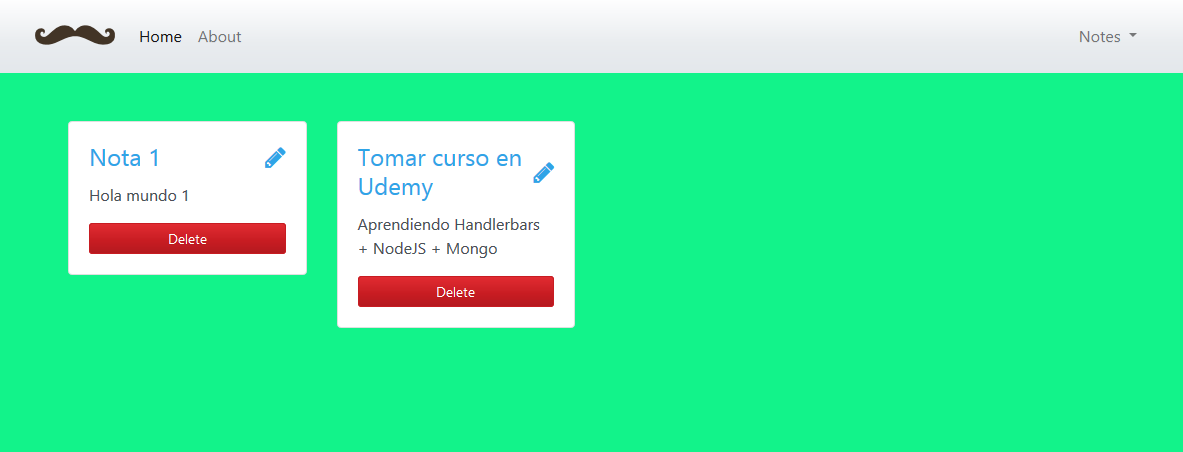 Home About Notes
Nota 1
Hola mundo 1
Delete
Tomar curso en
Udemy
Aprendiendo Handlerbars
+ NodeJS + Mongo
Delete